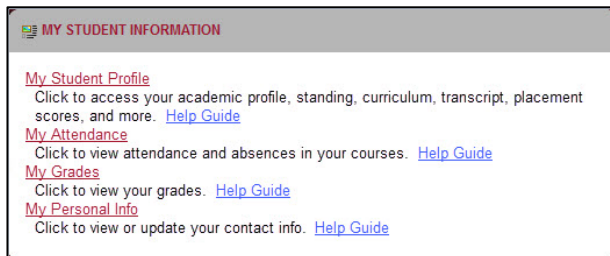 MY STUDENT INFORMATION
My Student Profile
Click to access your academic profile, standing, curriculum, transcript, placement
scores, and more. Help Guide
My Attendance
Click to view attendance and absences in your courses. Help Guide
My Grades
Click to view your grades. Help Guide
My Personal Info
Click to view or update your contact info. Help Guide